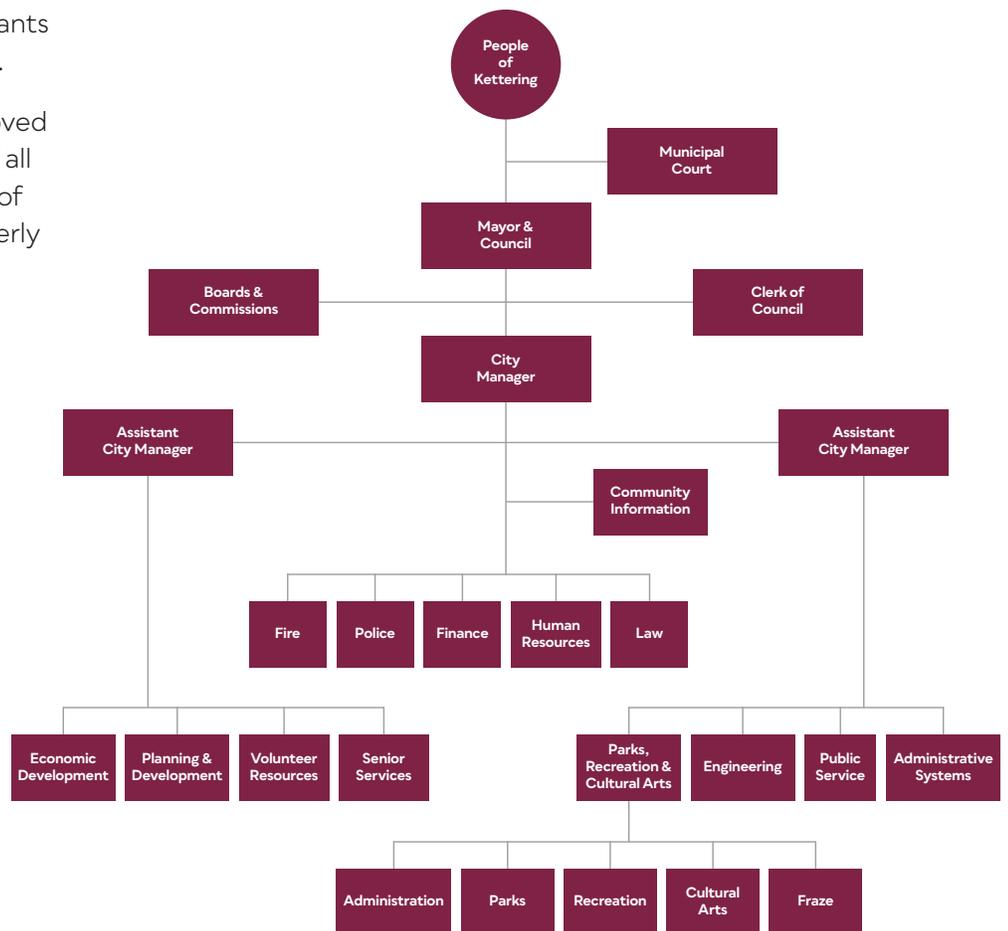 ants
.
oved
all
of
erly
People
of
Kettering
Municipal
Court
Mayor &
Council
Boards &
Commissions
Clerk of
Council
City
Manager
Assistant
City Manager
Assistant
City Manager
Community
Information
Fire
Police
Finance
Human
Resources
Law
Economic
Development
Planning &
Development
Volunteer
Resources
Senior
Services
Parks,
Recreation &
Cultural Arts
Engineering
Public
Service
Administrative
Systems
Administration
Parks
Recreation
Cultural
Arts
Fraze